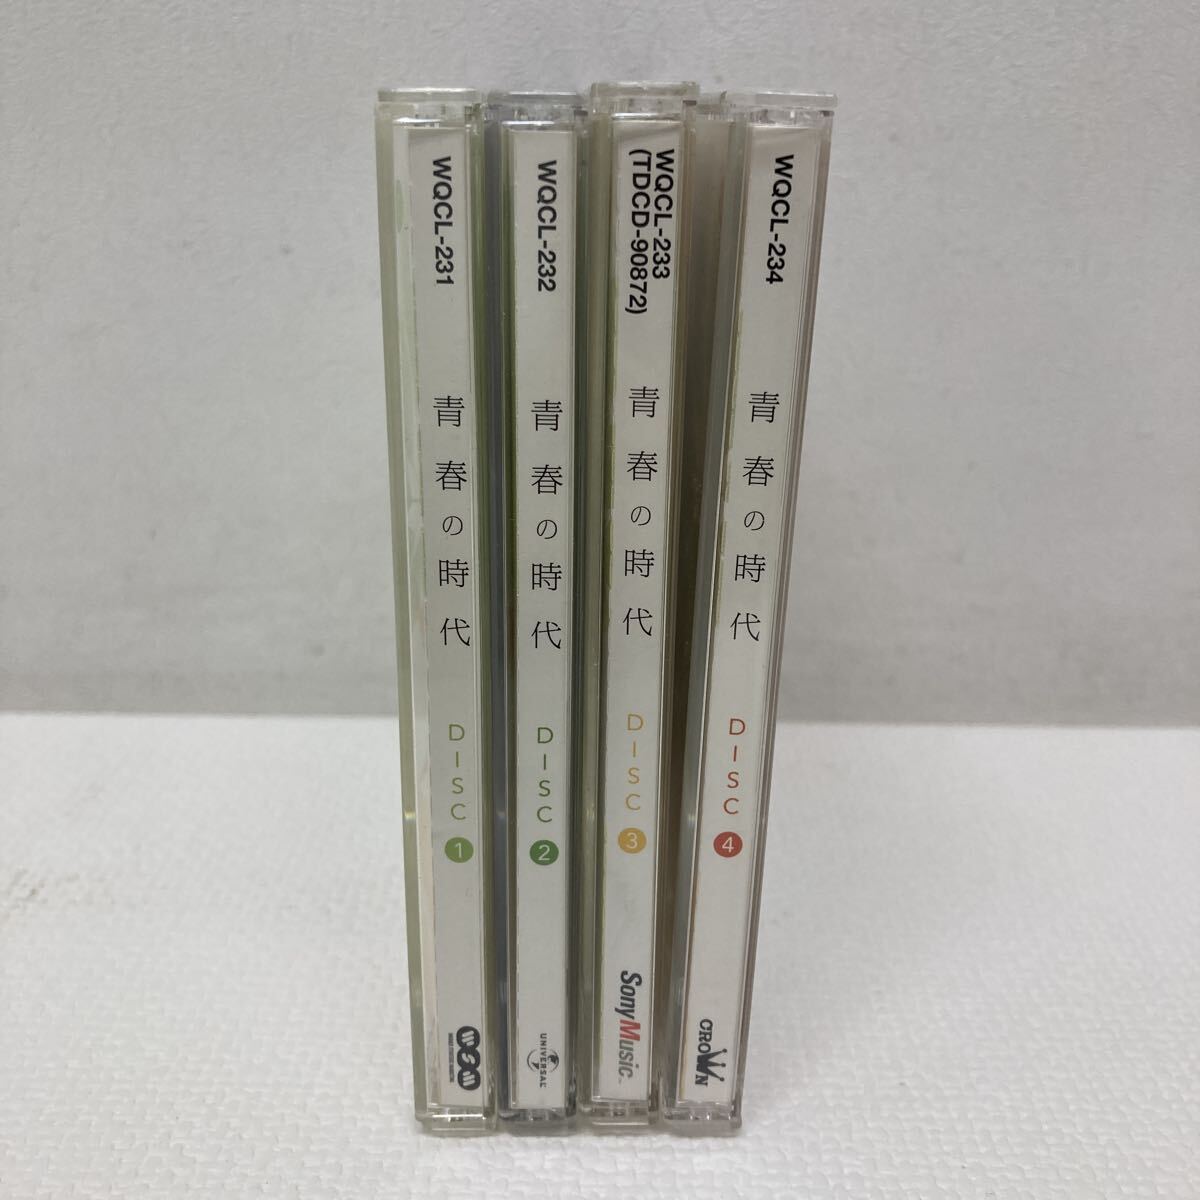 WQCL-231
青春の時代
DISC 1
WQCL-232
青春の時代
DISC 2
UNIVERSAL
WQCL-233
(TDCD-90872)
青春の時代
DISC 3
SonyMusic
WQCL-234
青春の時代
DISC 4
CROWN